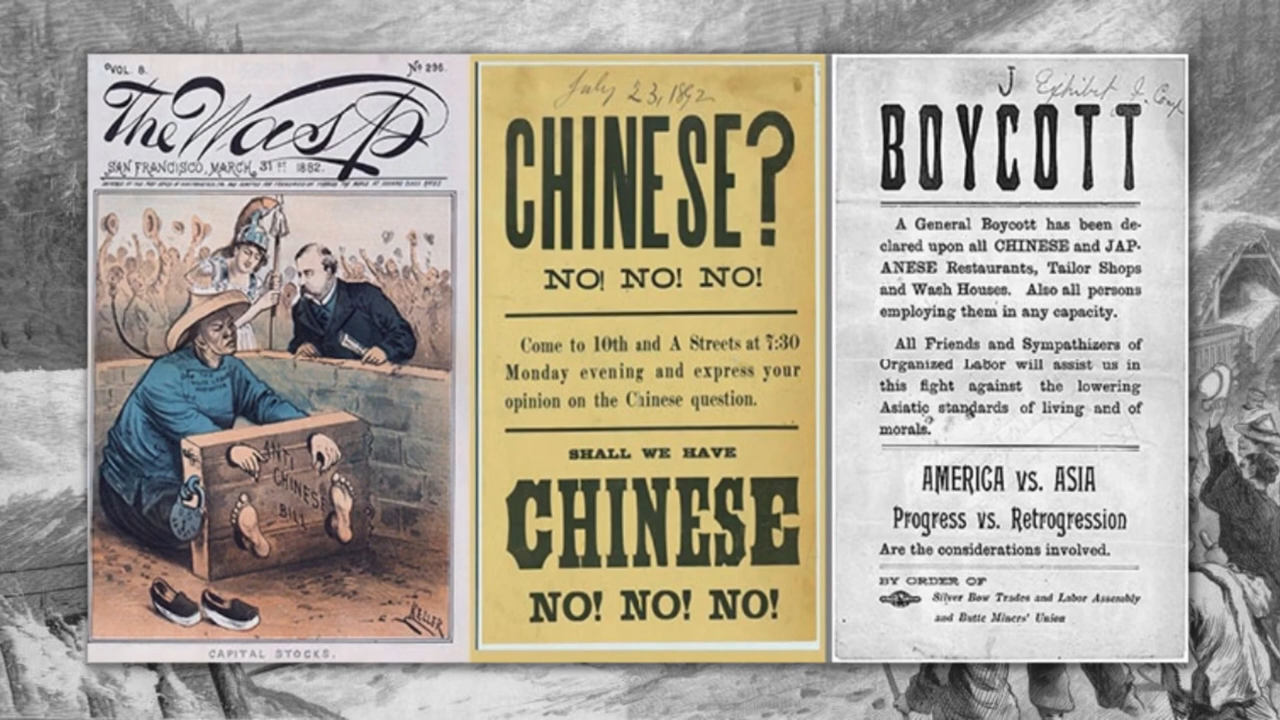 VOL. 8. No 296.
The Wasp
SAN FRANCISCO, MARCH, 31ST 1882.
ANTI
CHINESE
BILL
KELLER
CAPITAL STOCKS.
July 23, 1892
CHINESE?
NO! NO! NO!
Come to 10th and A Streets at 7:30
Monday evening and express your
opinion on the Chinese question.
SHALL WE HAVE
CHINESE
NO! NO! NO!
J Exhibit
BOYCOTT
A General Boycott has been de-
clared upon all CHINESE and JAP-
ANESE Restaurants, Tailor Shops
and Wash Houses. Also all persons
employing them in any capacity.
All Friends and Sympathizers of
Organized Labor will assist us in
this fight against the lowering
Asiatic standards of living and of
morals.
AMERICA vs. ASIA
Progress vs. Retrogression
Are the considerations involved.
BY ORDER OF
Silver Bow Trades and Labor Assembly
and Butte Miners' Union